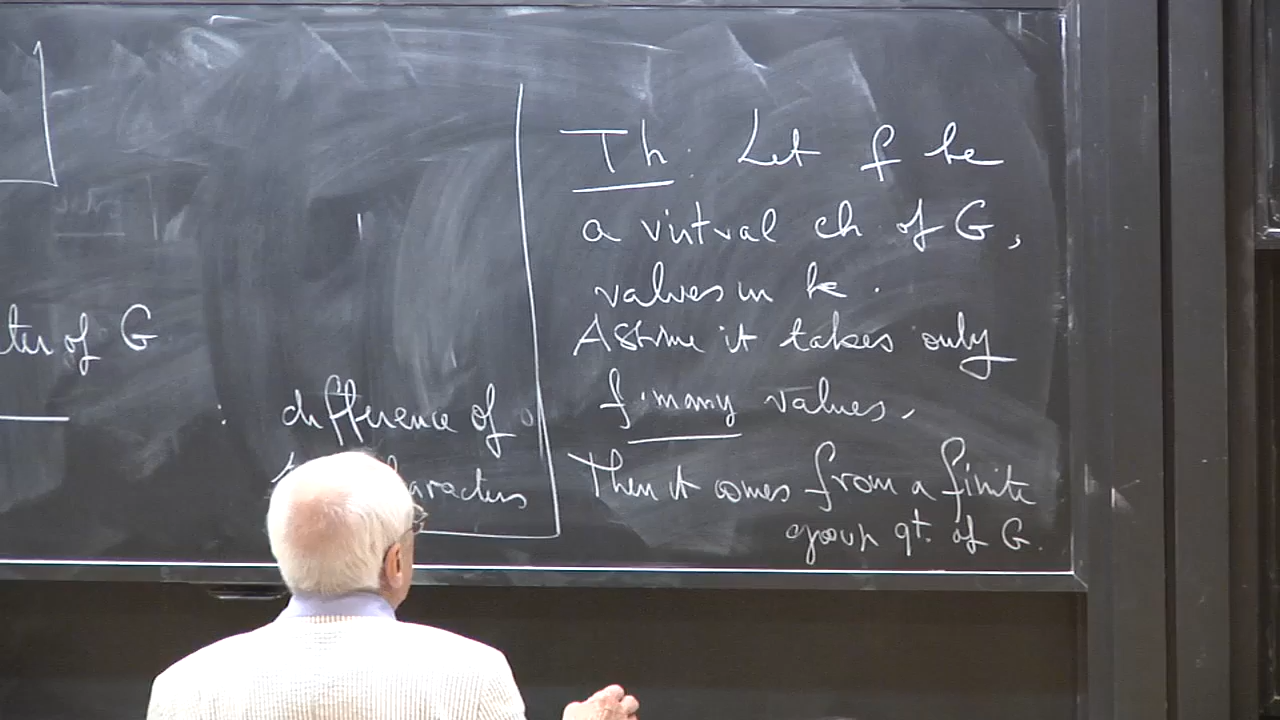 of G
difference of
Th. Let f be
a virtual ch of G,
values in k.
Assume it takes only
f. many values.
Then it comes from a finite
group qt. of G.